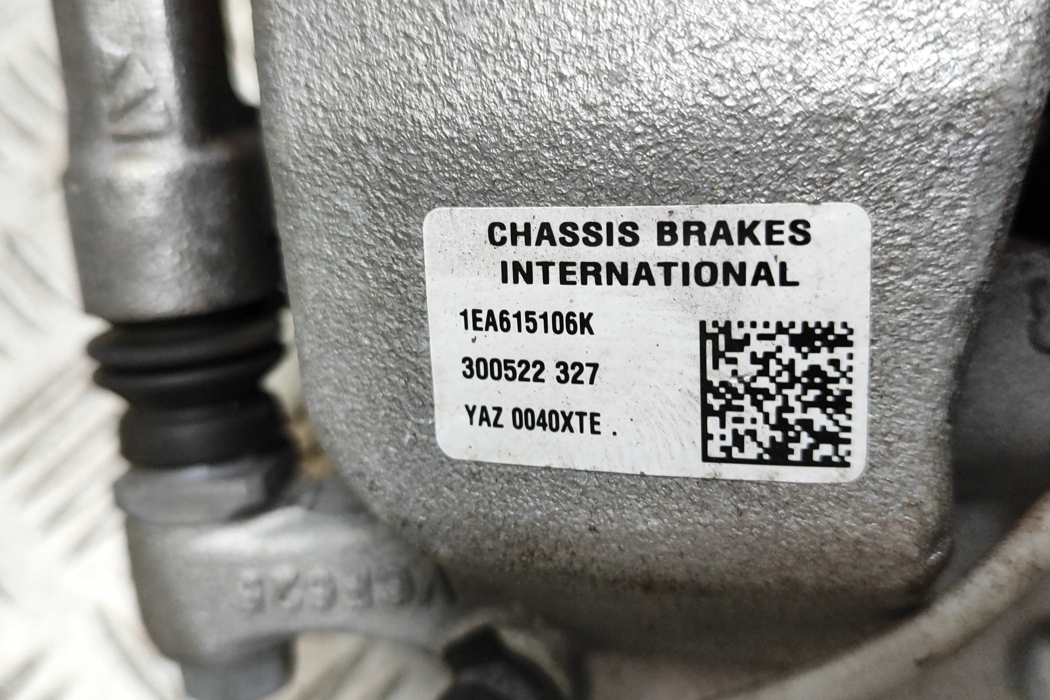 CHASSIS BRAKES
INTERNATIONAL
1EA615106K
300522 327
YAZ 0040XTE .